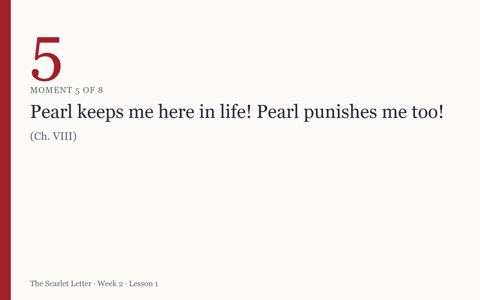 5
MOMENT 5 OF 8
Pearl keeps me here in life! Pearl punishes me too!
(Ch. VIII)
The Scarlet Letter · Week 2 · Lesson 1